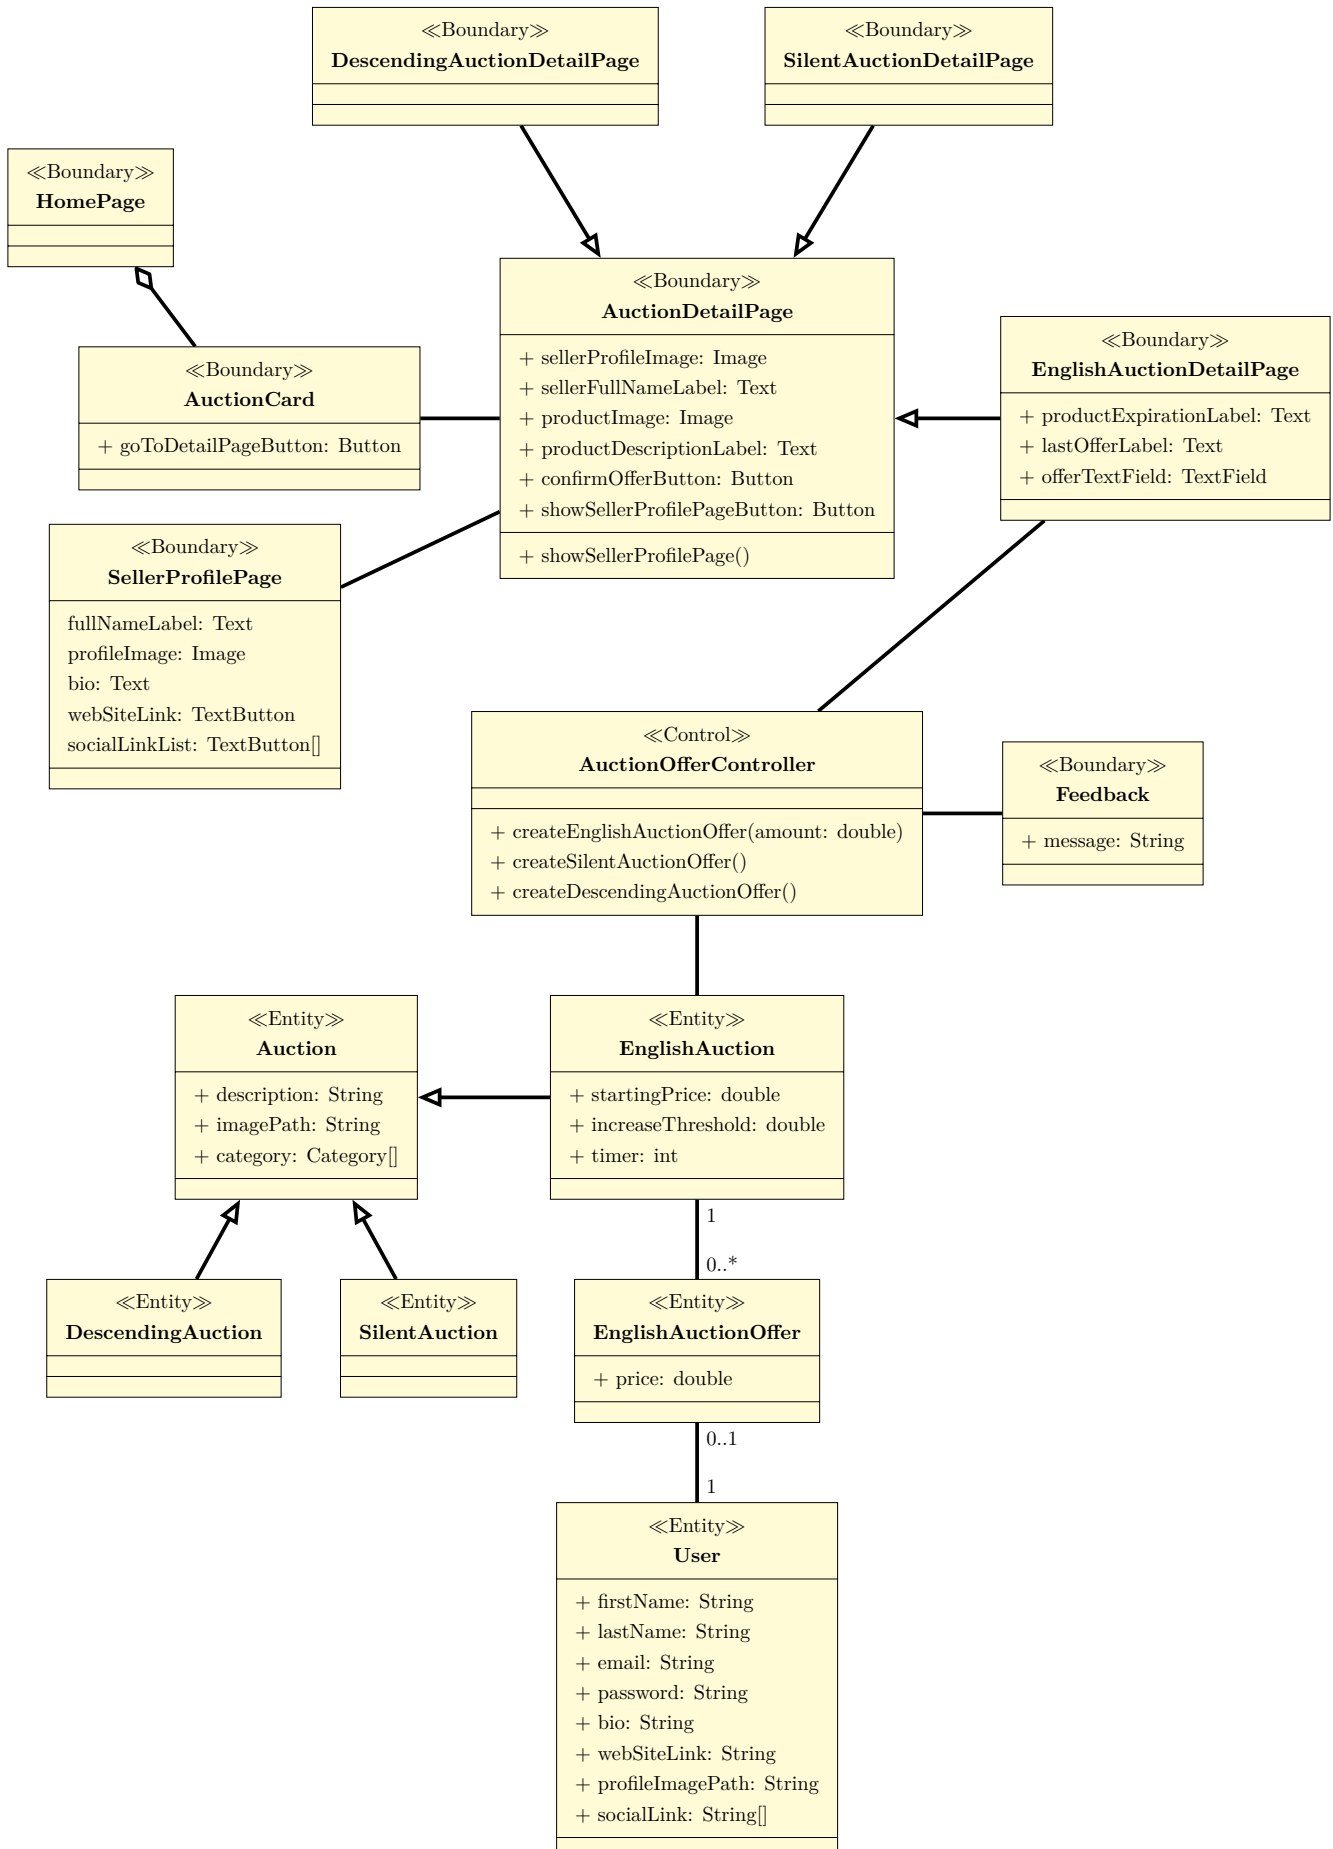 ≪Boundary≫
DescendingAuctionDetailPage
≪Boundary≫
SilentAuctionDetailPage
≪Boundary≫
HomePage
≪Boundary≫
AuctionDetailPage
+ sellerProfileImage: Image
+ sellerFullNameLabel: Text
+ productImage: Image
+ productDescriptionLabel: Text
+ confirmOfferButton: Button
+ showSellerProfilePageButton: Button
+ showSellerProfilePage()
≪Boundary≫
EnglishAuctionDetailPage
+ productExpirationLabel: Text
+ lastOfferLabel: Text
+ offerTextField: TextField
≪Boundary≫
AuctionCard
+ goToDetailPageButton: Button
≪Boundary≫
SellerProfilePage
fullNameLabel: Text
profileImage: Image
bio: Text
webSiteLink: TextButton
socialLinkList: TextButton[]
≪Control≫
AuctionOfferController
+ createEnglishAuctionOffer(amount: double)
+ createSilentAuctionOffer()
+ createDescendingAuctionOffer()
≪Boundary≫
Feedback
+ message: String
≪Entity≫
Auction
+ description: String
+ imagePath: String
+ category: Category[]
≪Entity≫
EnglishAuction
+ startingPrice: double
+ increaseThreshold: double
+ timer: int
1
0..*
≪Entity≫
DescendingAuction
≪Entity≫
SilentAuction
≪Entity≫
EnglishAuctionOffer
+ price: double
0..1
1
≪Entity≫
User
+ firstName: String
+ lastName: String
+ email: String
+ password: String
+ bio: String
+ webSiteLink: String
+ profileImagePath: String
+ socialLink: String[]